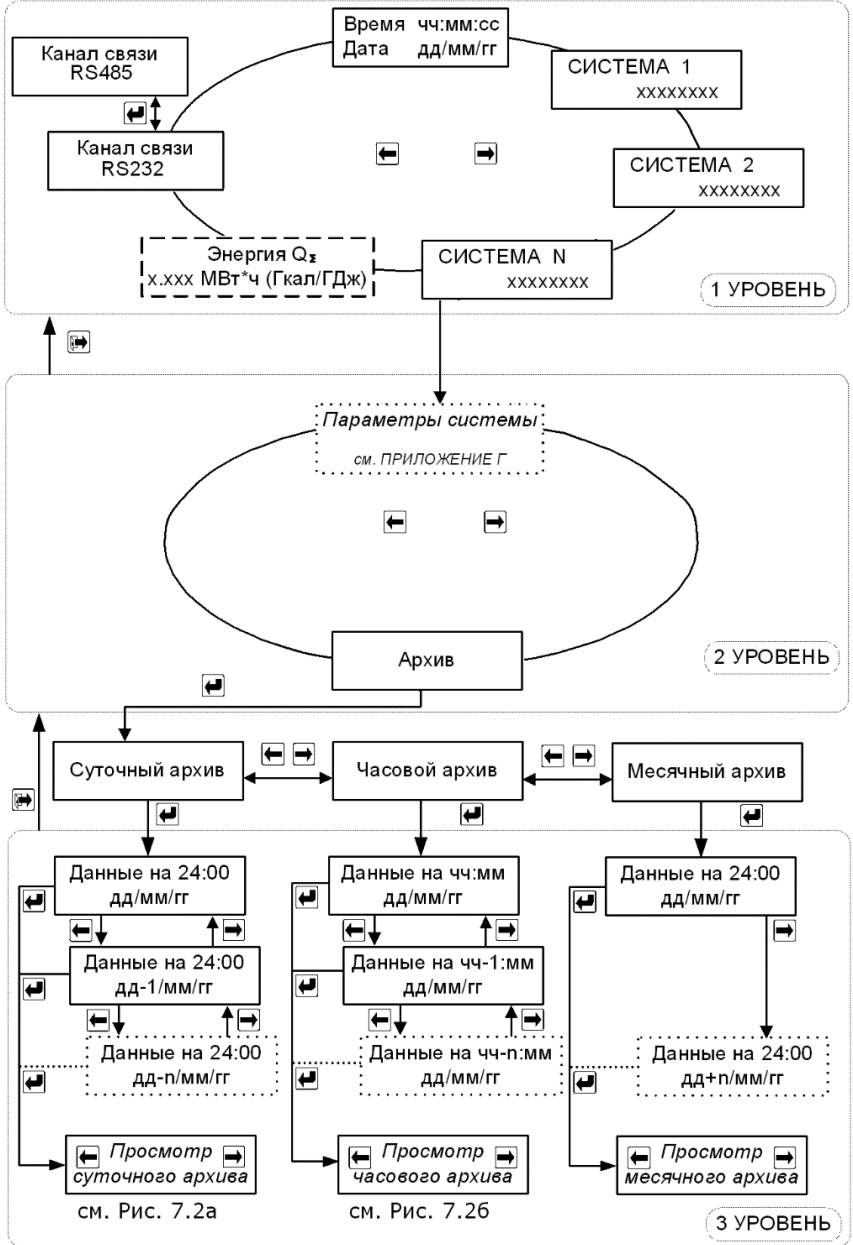 Время чч:мм:сс
Дата дд/мм/гг
Канал связи
RS485
СИСТЕМА 1
xxxxxxxx
Канал связи
RS232
СИСТЕМА 2
xxxxxxxx
Энергия QΣ
x.xxx МВт*ч (Гкал/ГДж)
СИСТЕМА N
xxxxxxxx
1 УРОВЕНЬ
Параметры системы
см. ПРИЛОЖЕНИЕ Г
Архив
2 УРОВЕНЬ
Суточный архив
Часовой архив
Месячный архив
Данные на 24:00
дд/мм/гг
Данные на чч:мм
дд/мм/гг
Данные на 24:00
дд/мм/гг
Данные на 24:00
дд-1/мм/гг
Данные на чч-1:мм
дд/мм/гг
Данные на 24:00
дд-n/мм/гг
Данные на чч-n:мм
дд/мм/гг
Данные на 24:00
дд+n/мм/гг
Просмотр
суточного архива
Просмотр
часового архива
Просмотр
месячного архива
см. Рис. 7.2а
см. Рис. 7.2б
3 УРОВЕНЬ